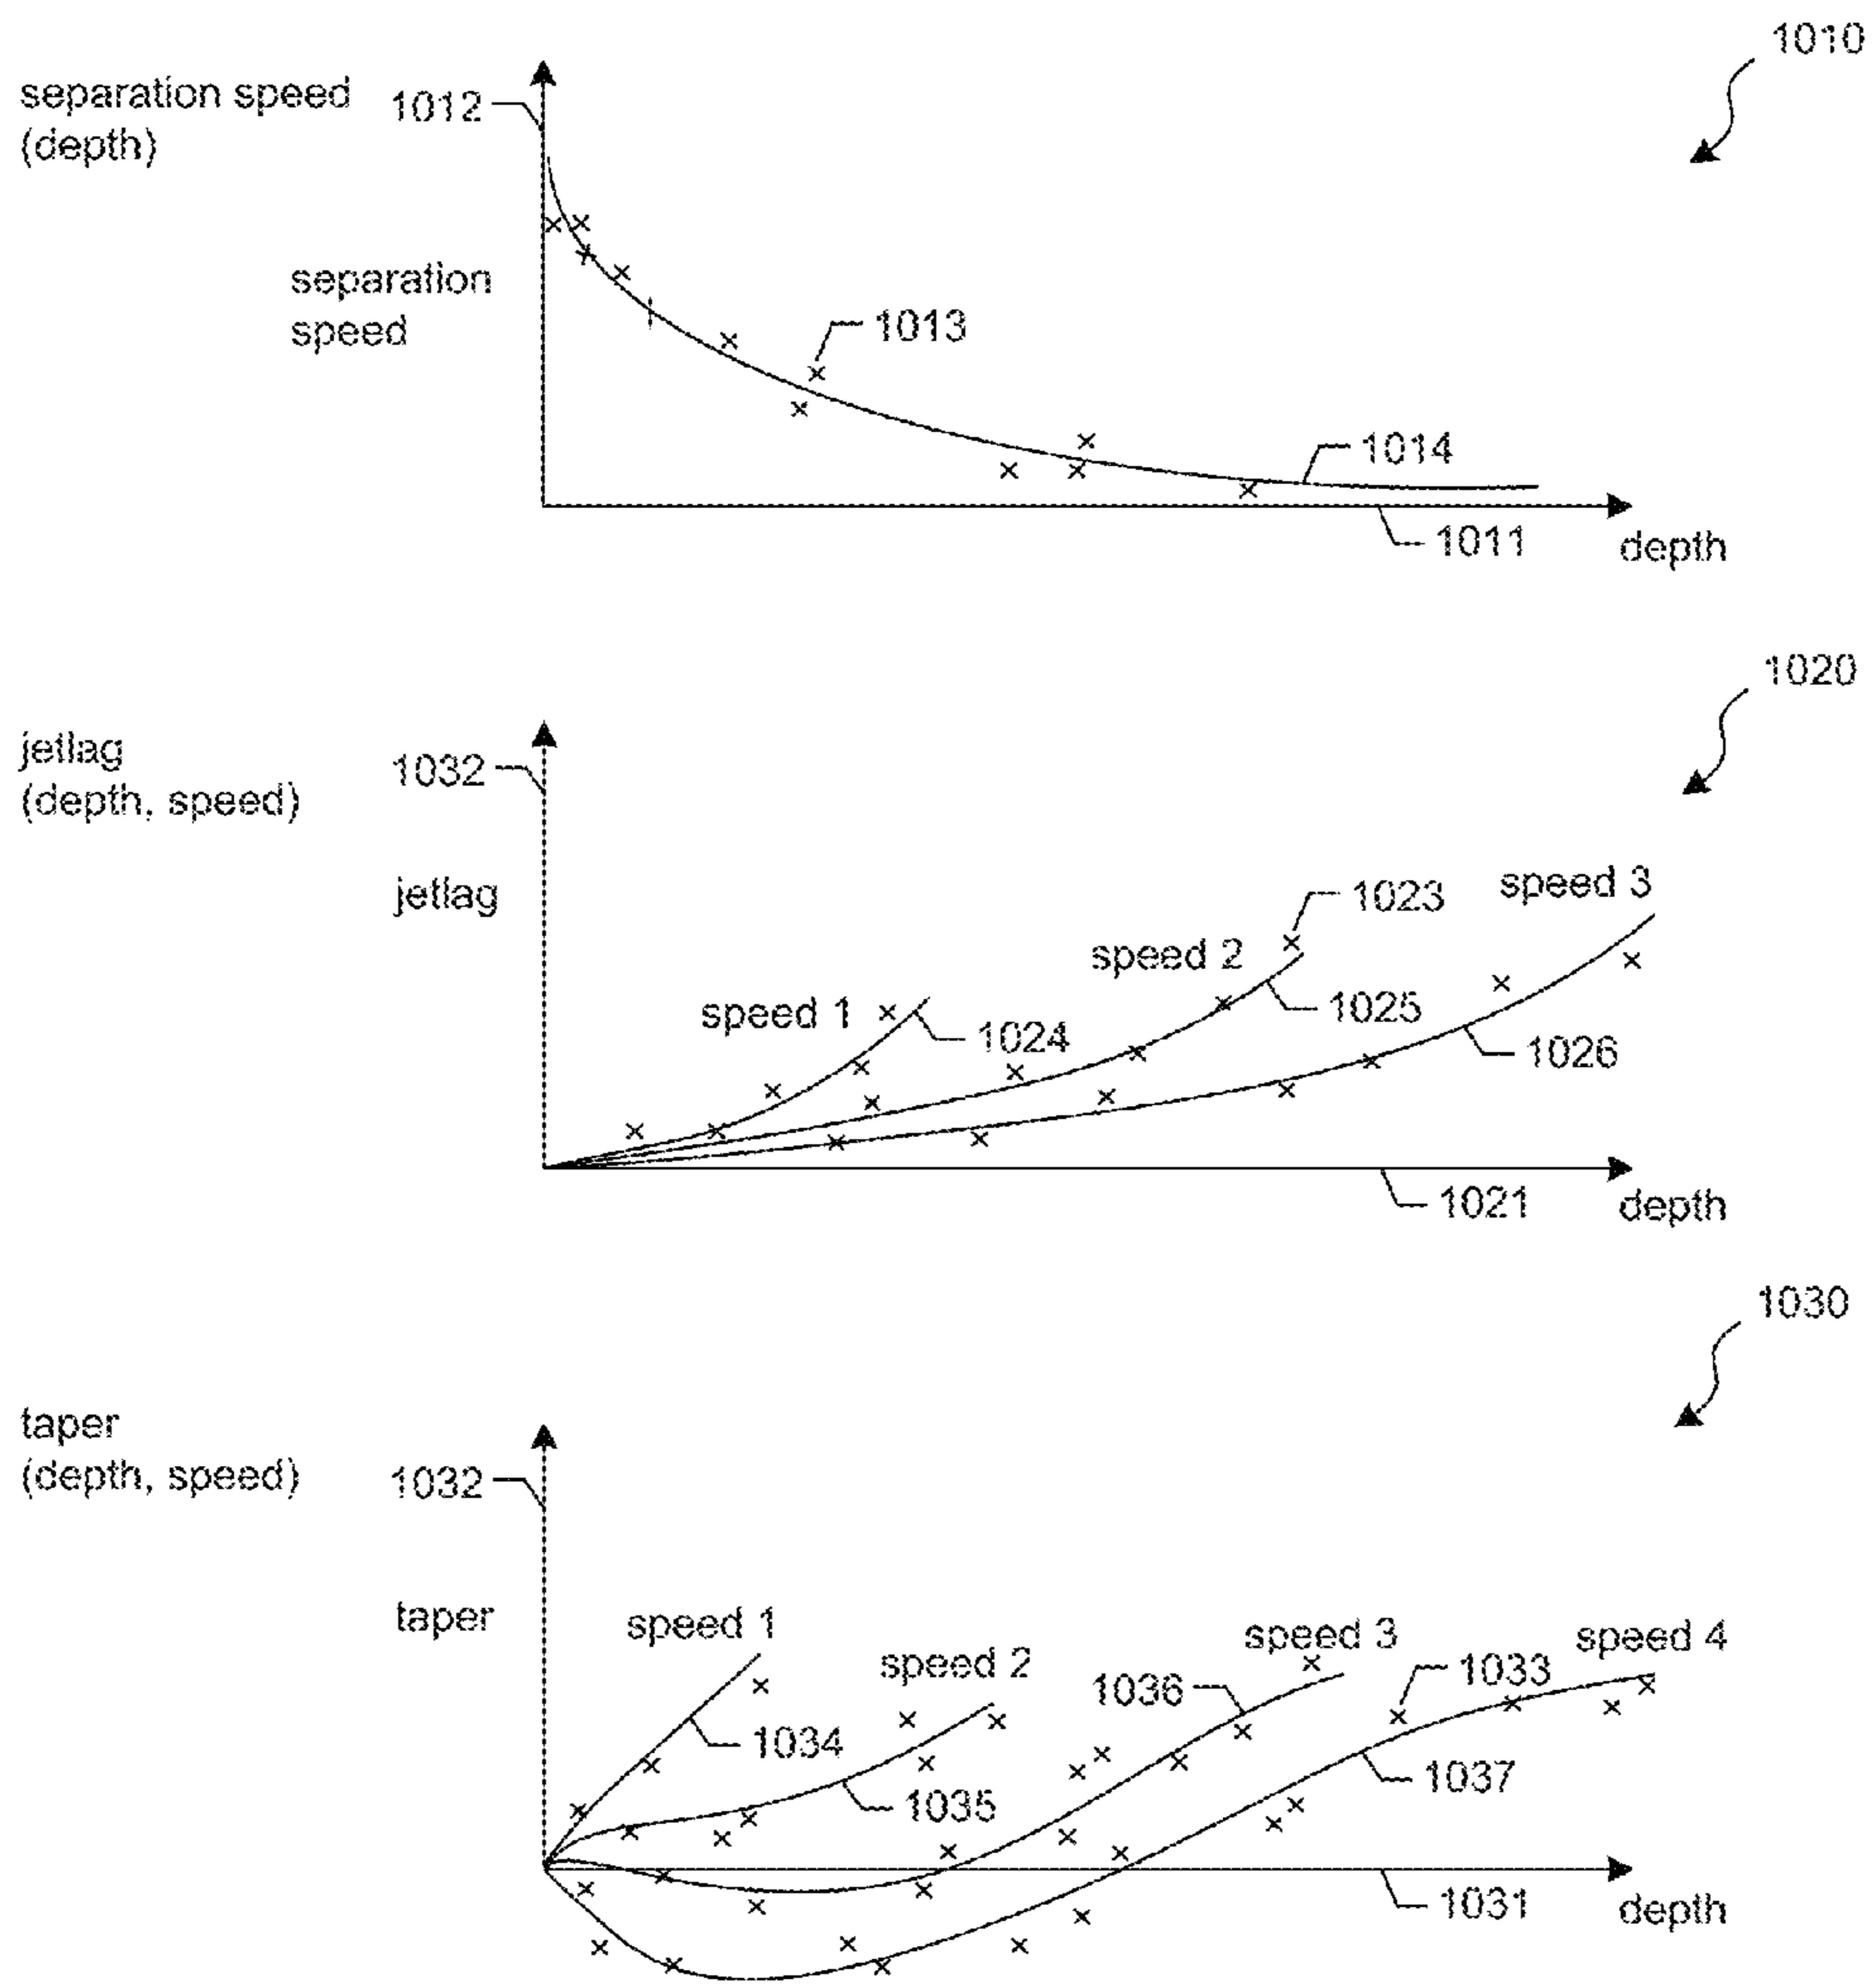 1010
separation speed
(depth)
1012
separation
speed
1013
1014
1011
depth
1020
jetlag
(depth, speed)
1032
jetlag
speed 3
1023
speed 2
speed 1
1025
1024
1026
1021
depth
1030
taper
(depth, speed)
1032
taper
speed 1
speed 2
speed 3
speed 4
1033
1036
1034
1037
1035
1031
depth